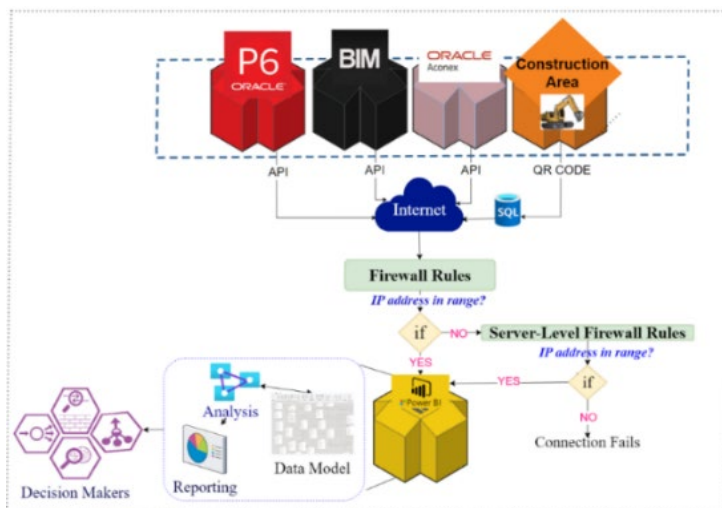 P6
ORACLE
BIM
ORACLE
Aconex
Construction
Area
API
API
API
QR CODE
Internet
SQL
Firewall Rules
IP address in range?
if
NO
Server-Level Firewall Rules
IP address in range?
YES
if
YES
NO
Connection Fails
Power BI
Analysis
Data Model
Reporting
Decision Makers